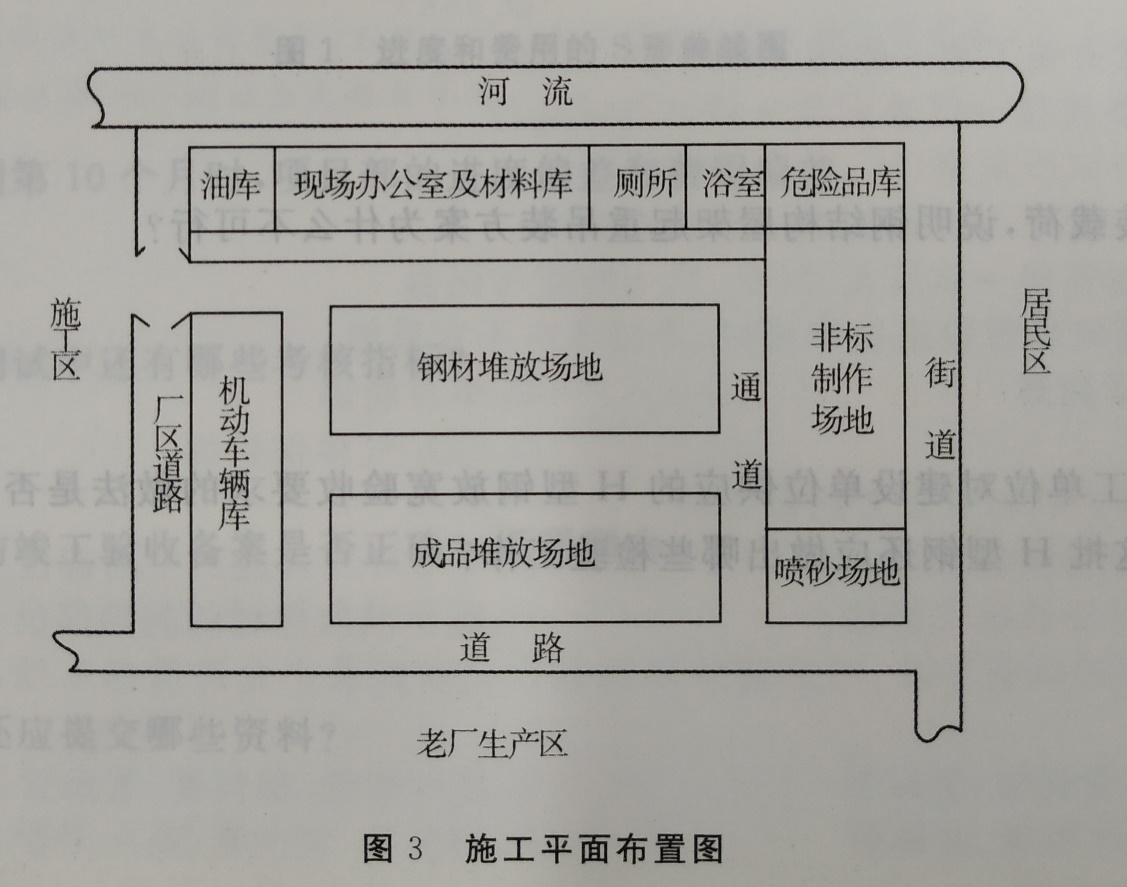 河 流
油库 现场办公室及材料库 厕所 浴室 危险品库
施工区
居民区
钢材堆放场地
非标
制作
场地
街道
通道
机动车辆库
厂区道路
成品堆放场地
喷砂场地
道 路
老厂生产区
图 3 施工平面布置图